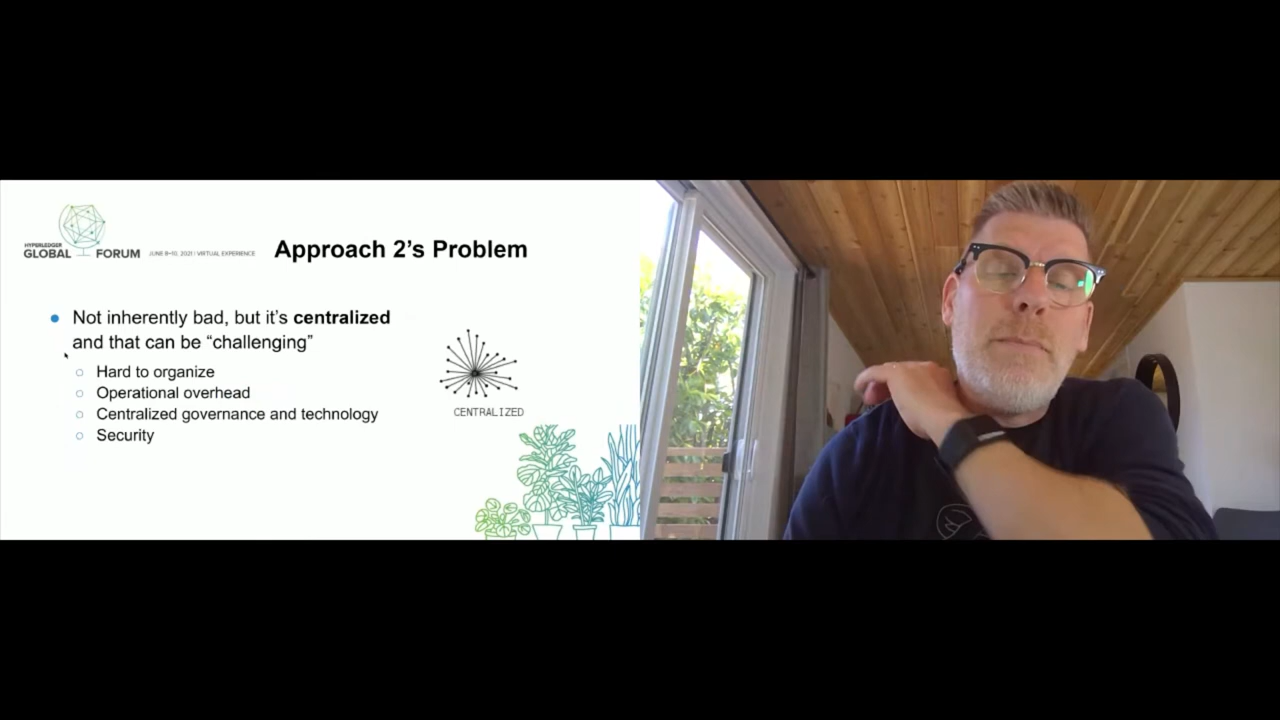 HYPERLEDGER
GLOBAL FORUM JUNE 8–10, 2021 | VIRTUAL EXPERIENCE
Approach 2’s Problem
Not inherently bad, but it’s centralized
and that can be “challenging”
Hard to organize
Operational overhead
Centralized governance and technology
Security
CENTRALIZED